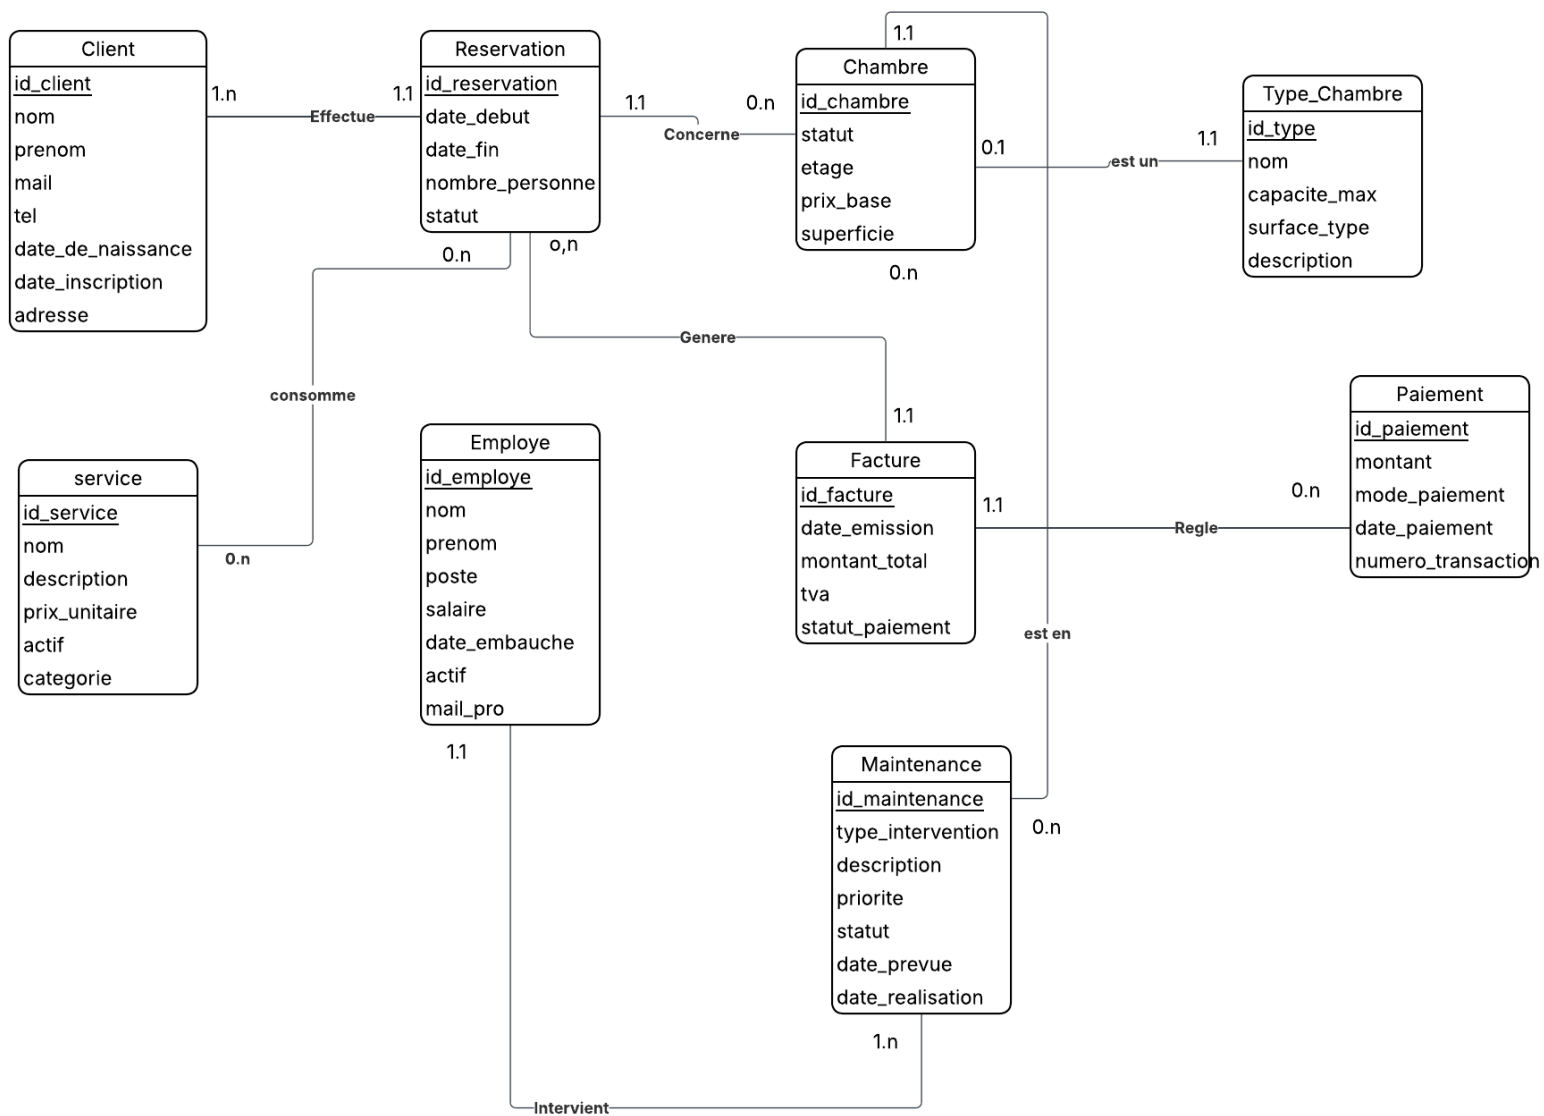 Client
id_client
nom
prenom
mail
tel
date_de_naissance
date_inscription
adresse
1.n
Effectue
1.1
Reservation
id_reservation
date_debut
date_fin
nombre_personne
statut
1.1
Concerne
0.n
1.1
Chambre
id_chambre
statut
etage
prix_base
superficie
0.n
0.1
est un
1.1
Type_Chambre
id_type
nom
capacite_max
surface_type
description
0.n
o,n
consomme
Genere
1.1
service
id_service
nom
description
prix_unitaire
actif
categorie
0.n
Employe
id_employe
nom
prenom
poste
salaire
date_embauche
actif
mail_pro
1.1
Facture
id_facture
date_emission
montant_total
tva
statut_paiement
1.1
Regle
0.n
Paiement
id_paiement
montant
mode_paiement
date_paiement
numero_transaction
est en
Maintenance
id_maintenance
type_intervention
description
priorite
statut
date_prevue
date_realisation
0.n
1.n
Intervient